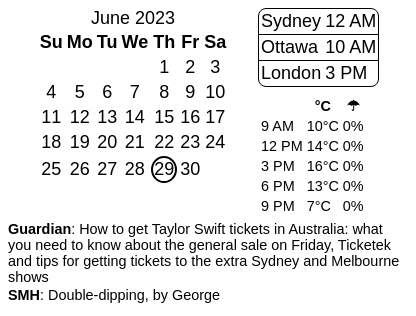 June 2023
Su Mo Tu We Th Fr Sa
1 2 3
4 5 6 7 8 9 10
11 12 13 14 15 16 17
18 19 20 21 22 23 24
25 26 27 28 29 30
Sydney 12 AM
Ottawa 10 AM
London 3 PM
°C ☂
9 AM 10°C 0%
12 PM 14°C 0%
3 PM 16°C 0%
6 PM 13°C 0%
9 PM 7°C 0%
Guardian: How to get Taylor Swift tickets in Australia: what
you need to know about the general sale on Friday, Ticketek
and tips for getting tickets to the extra Sydney and Melbourne
shows
SMH: Double-dipping, by George